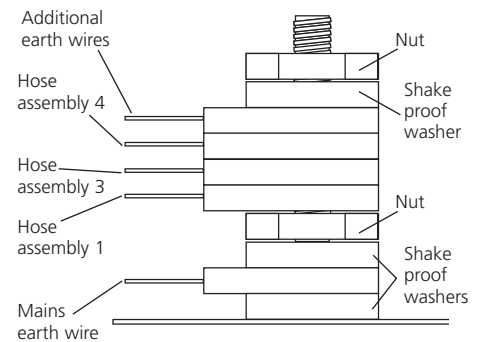 Additional
earth wires
Hose
assembly 4
Hose
assembly 3
Hose
assembly 1
Mains
earth wire
Nut
Shake
proof
washer
Nut
Shake
proof
washers